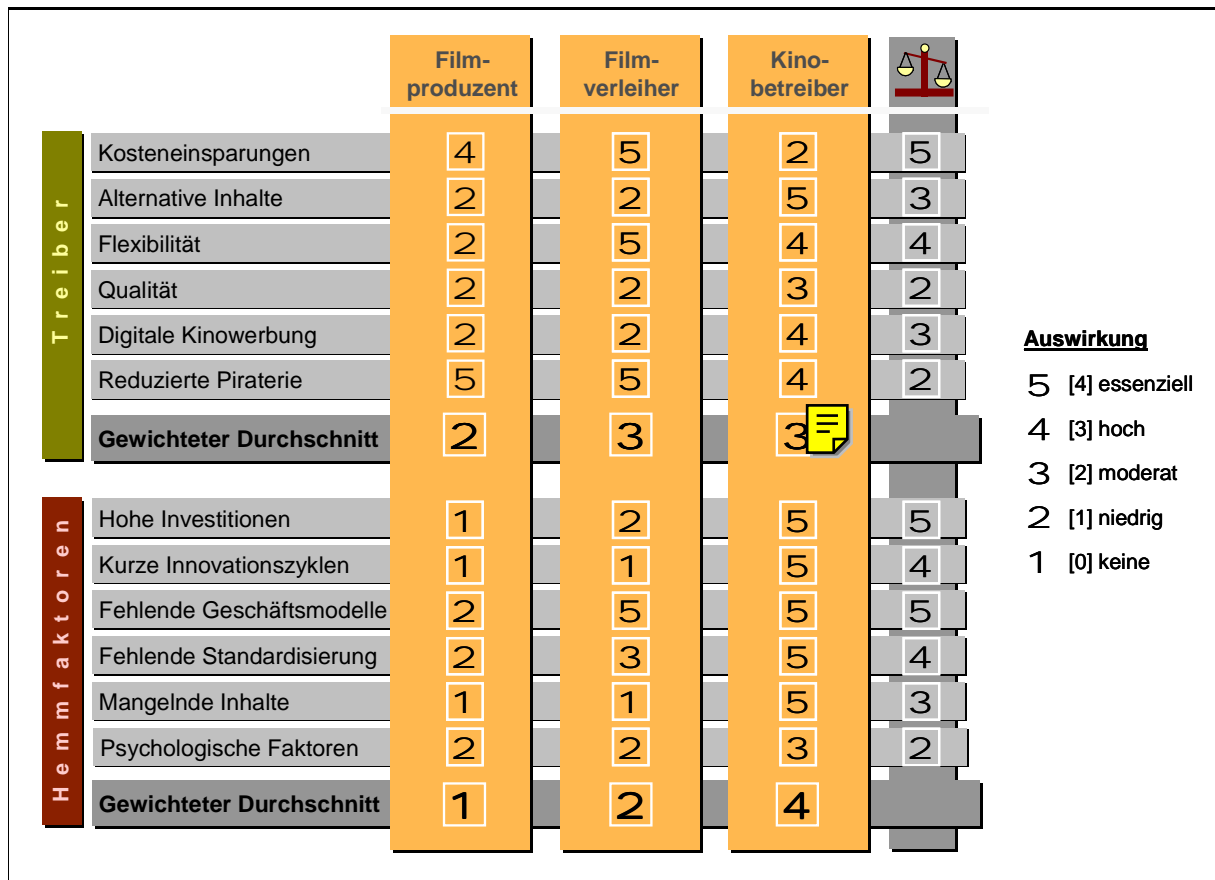 Film-
produzent
Film-
verleiher
Kino-
betreiber
Treiber
Kosteneinsparungen 4 5 2 5
Alternative Inhalte 2 2 5 3
Flexibilität 2 5 4 4
Qualität 2 2 3 2
Digitale Kinowerbung 2 2 4 3
Reduzierte Piraterie 5 5 4 2
Gewichteter Durchschnitt 2 3 3
Hemmfaktoren
Hohe Investitionen 1 2 5 5
Kurze Innovationszyklen 1 1 5 4
Fehlende Geschäftsmodelle 2 5 5 5
Fehlende Standardisierung 2 3 5 4
Mangelnde Inhalte 1 1 5 3
Psychologische Faktoren 2 2 3 2
Gewichteter Durchschnitt 1 2 4
Auswirkung
5 [4] essenziell
4 [3] hoch
3 [2] moderat
2 [1] niedrig
1 [0] keine